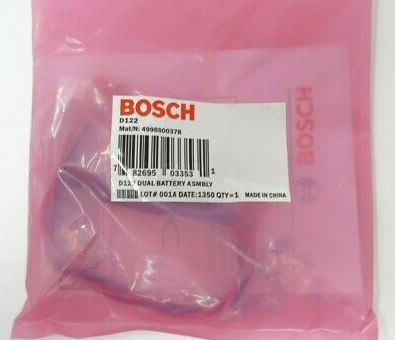 BOSCH
D122
Mat/N: 4998800378
7 82695 03353 1
D122 DUAL BATTERY ASMBLY
LOT# 001A DATE:1350 QTY=1 MADE IN CHINA
BOSCH